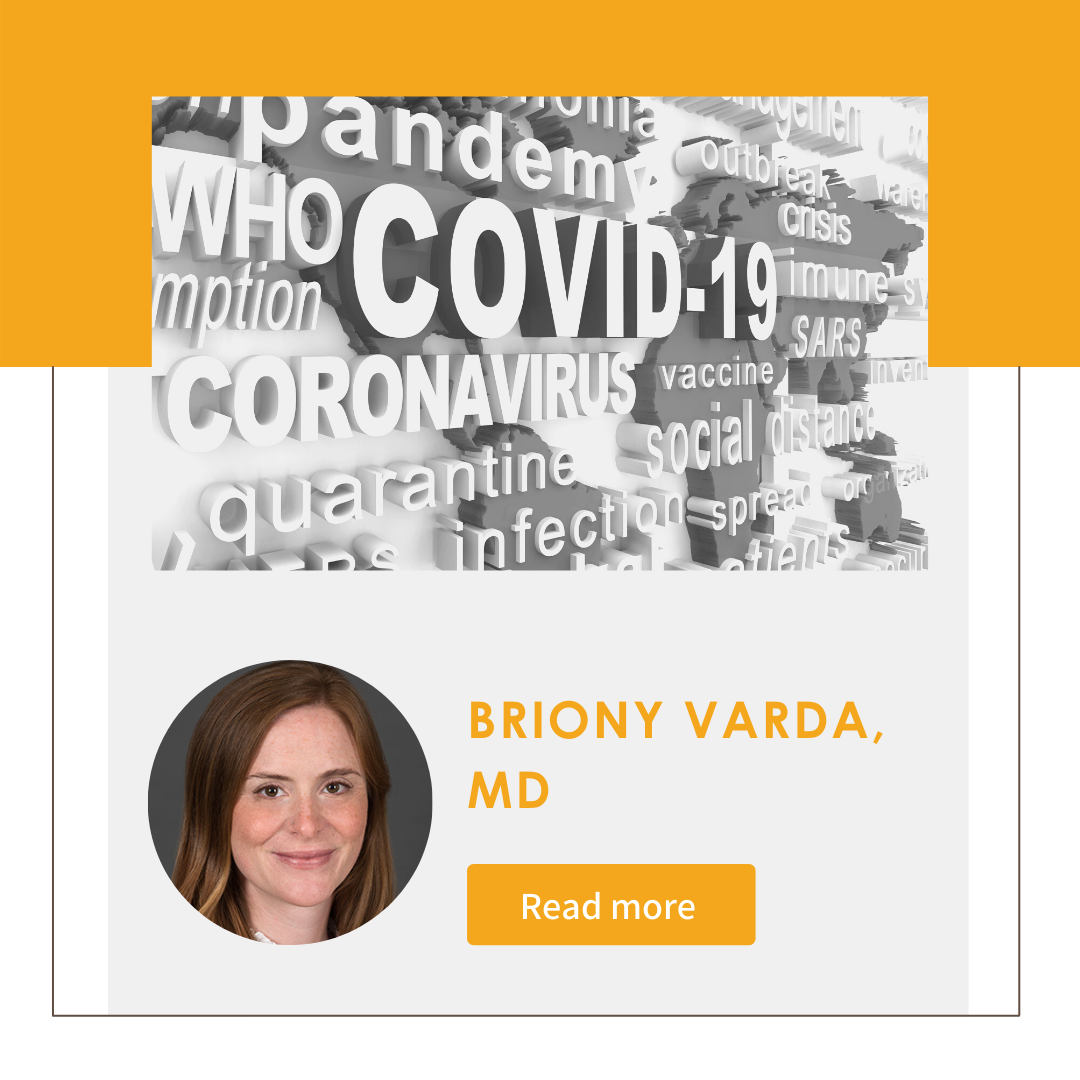 pandemy
outbreak
crisis
WHO
COVID-19
imune sy
mption
SARS
CORONAVIRUS
vaccine
social distance
quarantine
infection
spread
BRIONY VARDA,
MD
Read more